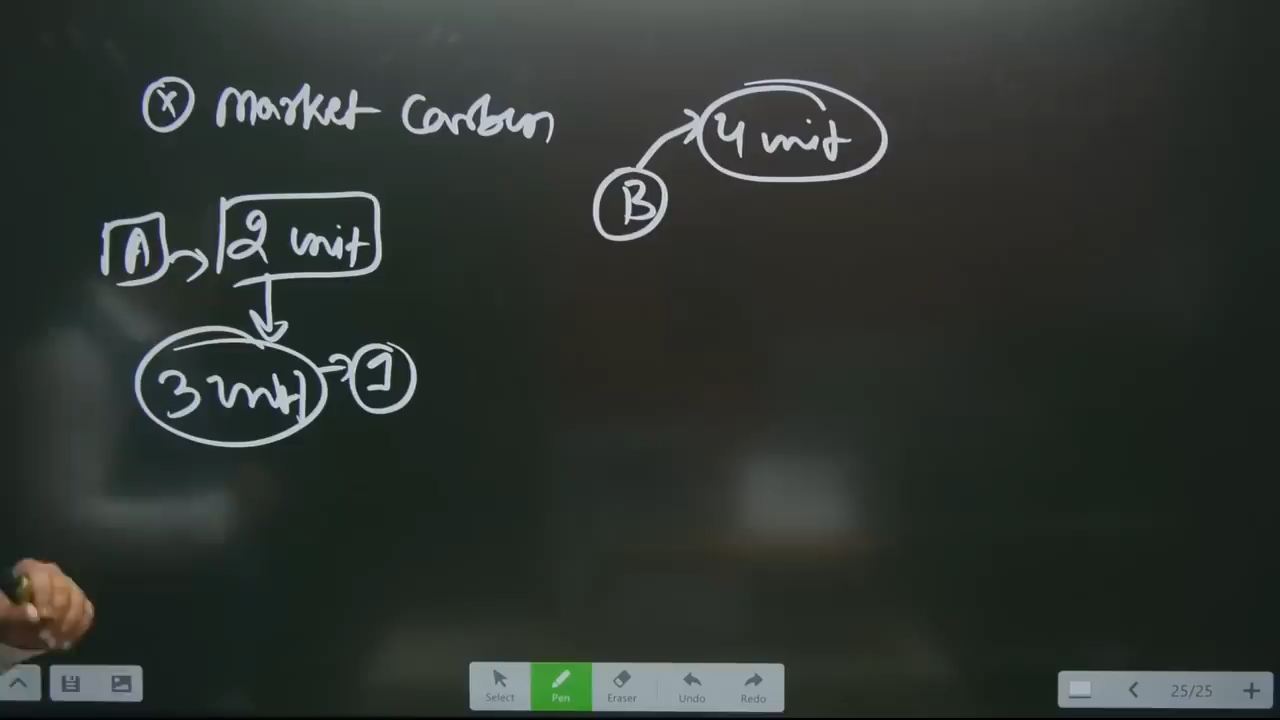 x market Carbon
4 unit
B
A 2 unit
3 unit 1
Select Pen Eraser Undo Redo
25/25